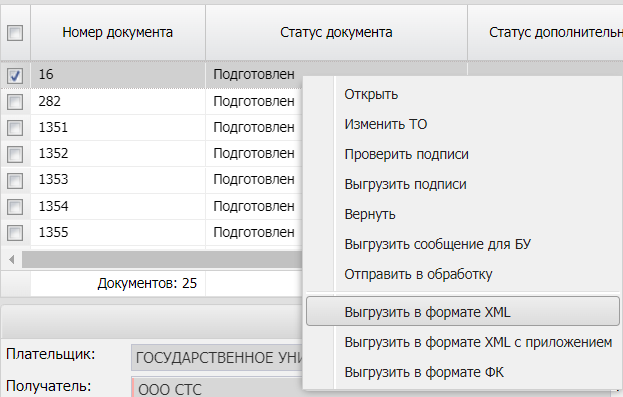 Номер документа Статус документа Статус дополнительн
16 Подготовлен
282 Подготовлен
1351 Подготовлен
1352 Подготовлен
1353 Подготовлен
1354 Подготовлен
1355 Подготовлен
Документов: 25
Открыть
Изменить ТО
Проверить подписи
Выгрузить подписи
Вернуть
Выгрузить сообщение для БУ
Отправить в обработку
Выгрузить в формате XML
Выгрузить в формате XML с приложением
Выгрузить в формате ФК
Плательщик: ГОСУДАРСТВЕННОЕ УНИ
Получатель: ООО СТС